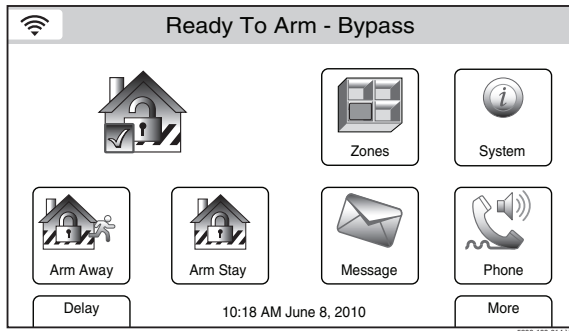 Ready To Arm - Bypass
Zones
System
Arm Away
Arm Stay
Message
Phone
Delay
10:18 AM June 8, 2010
More